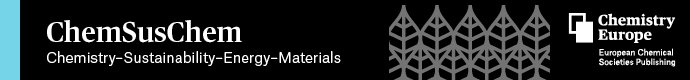 ChemSusChem
Chemistry–Sustainability–Energy–Materials
Chemistry
Europe
European Chemical
Societies Publishing